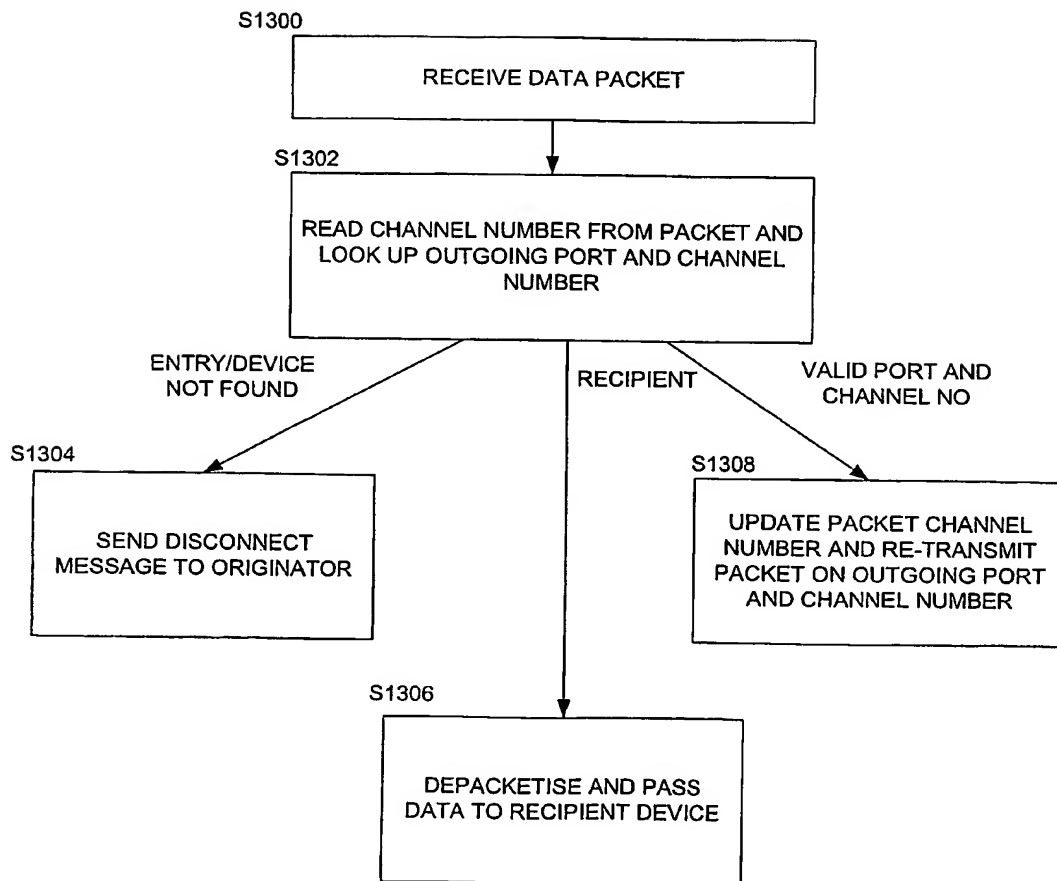 S1300
RECEIVE DATA PACKET
S1302
READ CHANNEL NUMBER FROM PACKET AND
LOOK UP OUTGOING PORT AND CHANNEL
NUMBER
ENTRY/DEVICE
NOT FOUND
RECIPIENT
VALID PORT AND
CHANNEL NO
S1304
SEND DISCONNECT
MESSAGE TO ORIGINATOR
S1308
UPDATE PACKET CHANNEL
NUMBER AND RE-TRANSMIT
PACKET ON OUTGOING PORT
AND CHANNEL NUMBER
S1306
DEPACKETISE AND PASS
DATA TO RECIPIENT DEVICE